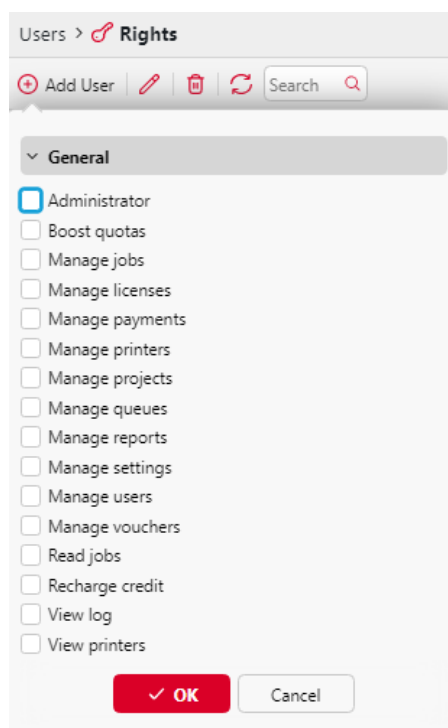 Users > Rights
Add User Search
General
Administrator
Boost quotas
Manage jobs
Manage licenses
Manage payments
Manage printers
Manage projects
Manage queues
Manage reports
Manage settings
Manage users
Manage vouchers
Read jobs
Recharge credit
View log
View printers
OK Cancel